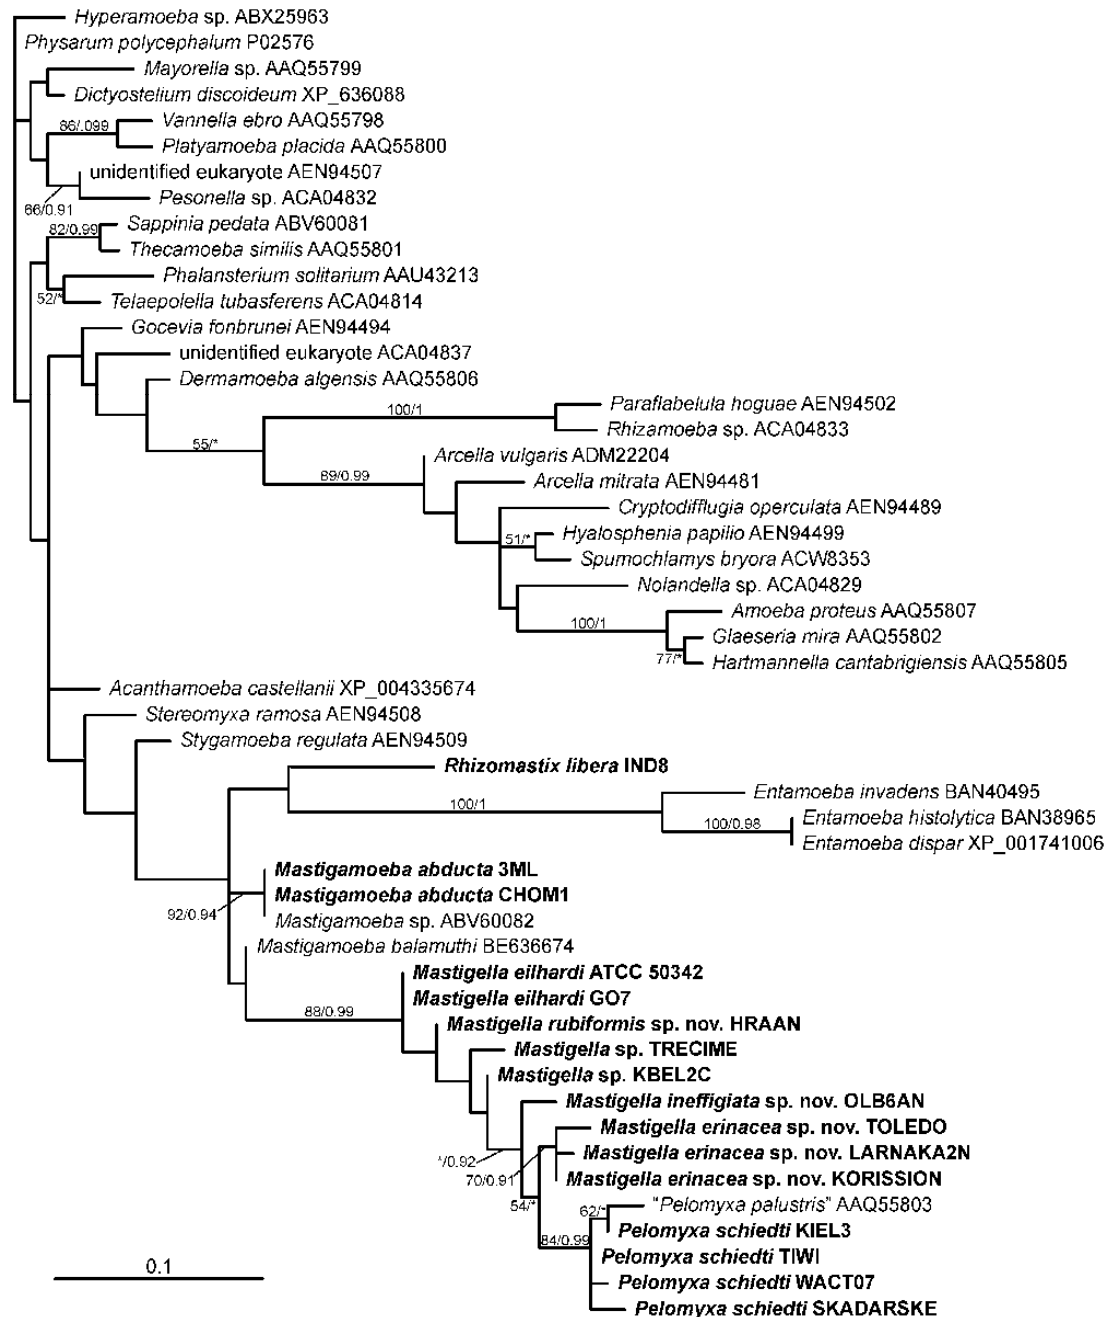 Hyperamoeba sp. ABX25963
Physarum polycephalum P02576
Mayorella sp. AAQ55799
Dictyostelium discoideum XP_636088
86/.099
Vannella ebro AAQ55798
Platyamoeba placida AAQ55800
unidentified eukaryote AEN94507
Pesonella sp. ACA04832
66/0.91
82/0.99
Sappinia pedata ABV60081
Thecamoeba similis AAQ55801
Phalansterium solitarium AAU43213
52/*
Telaepolella tubasferens ACA04814
Gocevia fonbrunei AEN94494
unidentified eukaryote ACA04837
Dermamoeba algensis AAQ55806
100/1
Paraflabelula hoguae AEN94502
Rhizamoeba sp. ACA04833
55/*
Arcella vulgaris ADM22204
89/0.99
Arcella mitrata AEN94481
Cryptodifflugia operculata AEN94489
51/*
Hyalosphenia papilio AEN94499
Spumochlamys bryora ACW8353
Nolandella sp. ACA04829
100/1
Amoeba proteus AAQ55807
Glaeseria mira AAQ55802
77/*
Hartmannella cantabrigiensis AAQ55805
Acanthamoeba castellanii XP_004335674
Stereomyxa ramosa AEN94508
Stygamoeba regulata AEN94509
Rhizomastix libera IND8
100/1
Entamoeba invadens BAN40495
100/0.98
Entamoeba histolytica BAN38965
Entamoeba dispar XP_001741006
Mastigamoeba abducta 3ML
Mastigamoeba abducta CHOM1
92/0.94
Mastigamoeba sp. ABV60082
Mastigamoeba balamuthi BE636674
Mastigella eilhardi ATCC 50342
88/0.99
Mastigella eilhardi GO7
Mastigella rubiformis sp. nov. HRAAN
Mastigella sp. TRECIME
Mastigella sp. KBEL2C
Mastigella ineffigiata sp. nov. OLB6AN
Mastigella erinacea sp. nov. TOLEDO
*/0.92
Mastigella erinacea sp. nov. LARNAKA2N
70/0.91
Mastigella erinacea sp. nov. KORISSION
54/*
62/*
"Pelomyxa palustris" AAQ55803
Pelomyxa schiedti KIEL3
84/0.99
Pelomyxa schiedti TIWI
Pelomyxa schiedti WACT07
Pelomyxa schiedti SKADARSKE
0.1